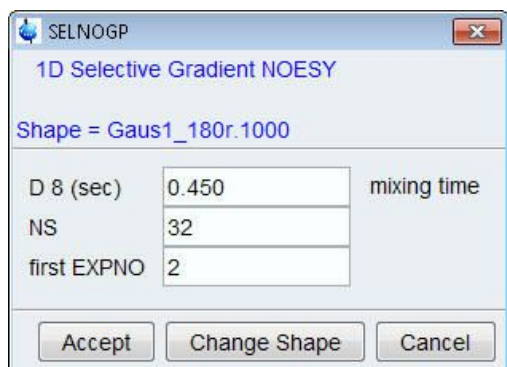 SELNOGP
1D Selective Gradient NOESY
Shape = Gaus1_180r.1000
D 8 (sec) 0.450 mixing time
NS 32
first EXPNO 2
Accept Change Shape Cancel